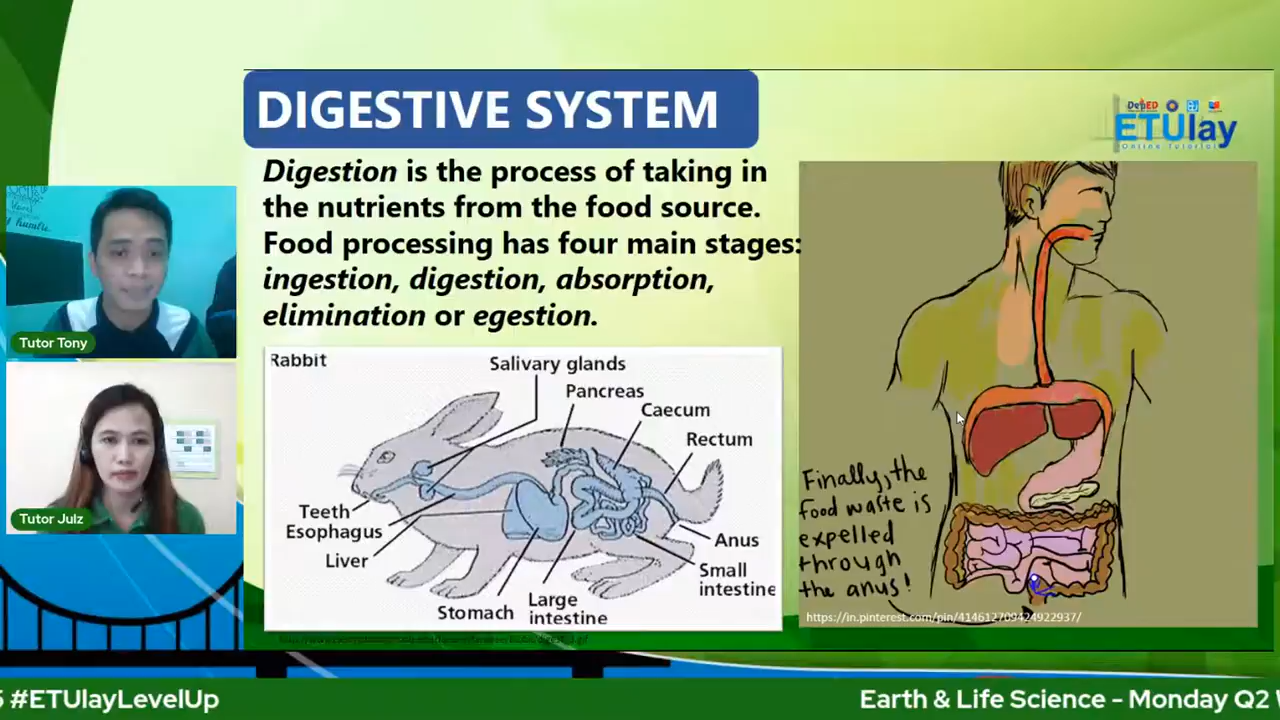 DIGESTIVE SYSTEM
DepED
ETUlay
Online Tutorial
Digestion is the process of taking in
the nutrients from the food source.
Food processing has four main stages:
ingestion, digestion, absorption,
elimination or egestion.
Tutor Tony
Tutor Julz
Rabbit
Salivary glands
Pancreas
Caecum
Rectum
Teeth
Esophagus
Liver
Stomach
Large
intestine
Anus
Small
intestine
Finally, the
food waste is
expelled
through
the anus!
https://in.pinterest.com/pin/414612709424922937/
#ETUlayLevelUp
Earth & Life Science - Monday Q2